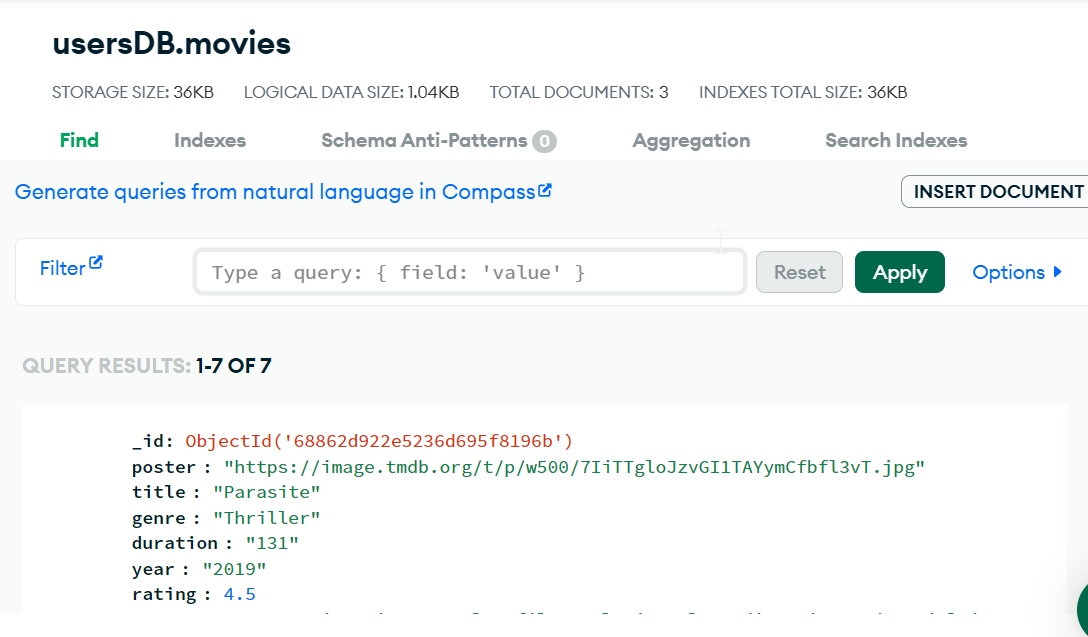 usersDB.movies
STORAGE SIZE: 36KB LOGICAL DATA SIZE: 1.04KB TOTAL DOCUMENTS: 3 INDEXES TOTAL SIZE: 36KB
Find Indexes Schema Anti-Patterns 0 Aggregation Search Indexes
Generate queries from natural language in Compass
INSERT DOCUMENT
Filter Type a query: { field: 'value' } Reset Apply Options
QUERY RESULTS: 1-7 OF 7
_id: ObjectId('68862d922e5236d695f8196b')
poster : "https://image.tmdb.org/t/p/w500/7IiTTgloJzvGI1TAYymCfbfl3vT.jpg"
title : "Parasite"
genre : "Thriller"
duration : "131"
year : "2019"
rating : 4.5